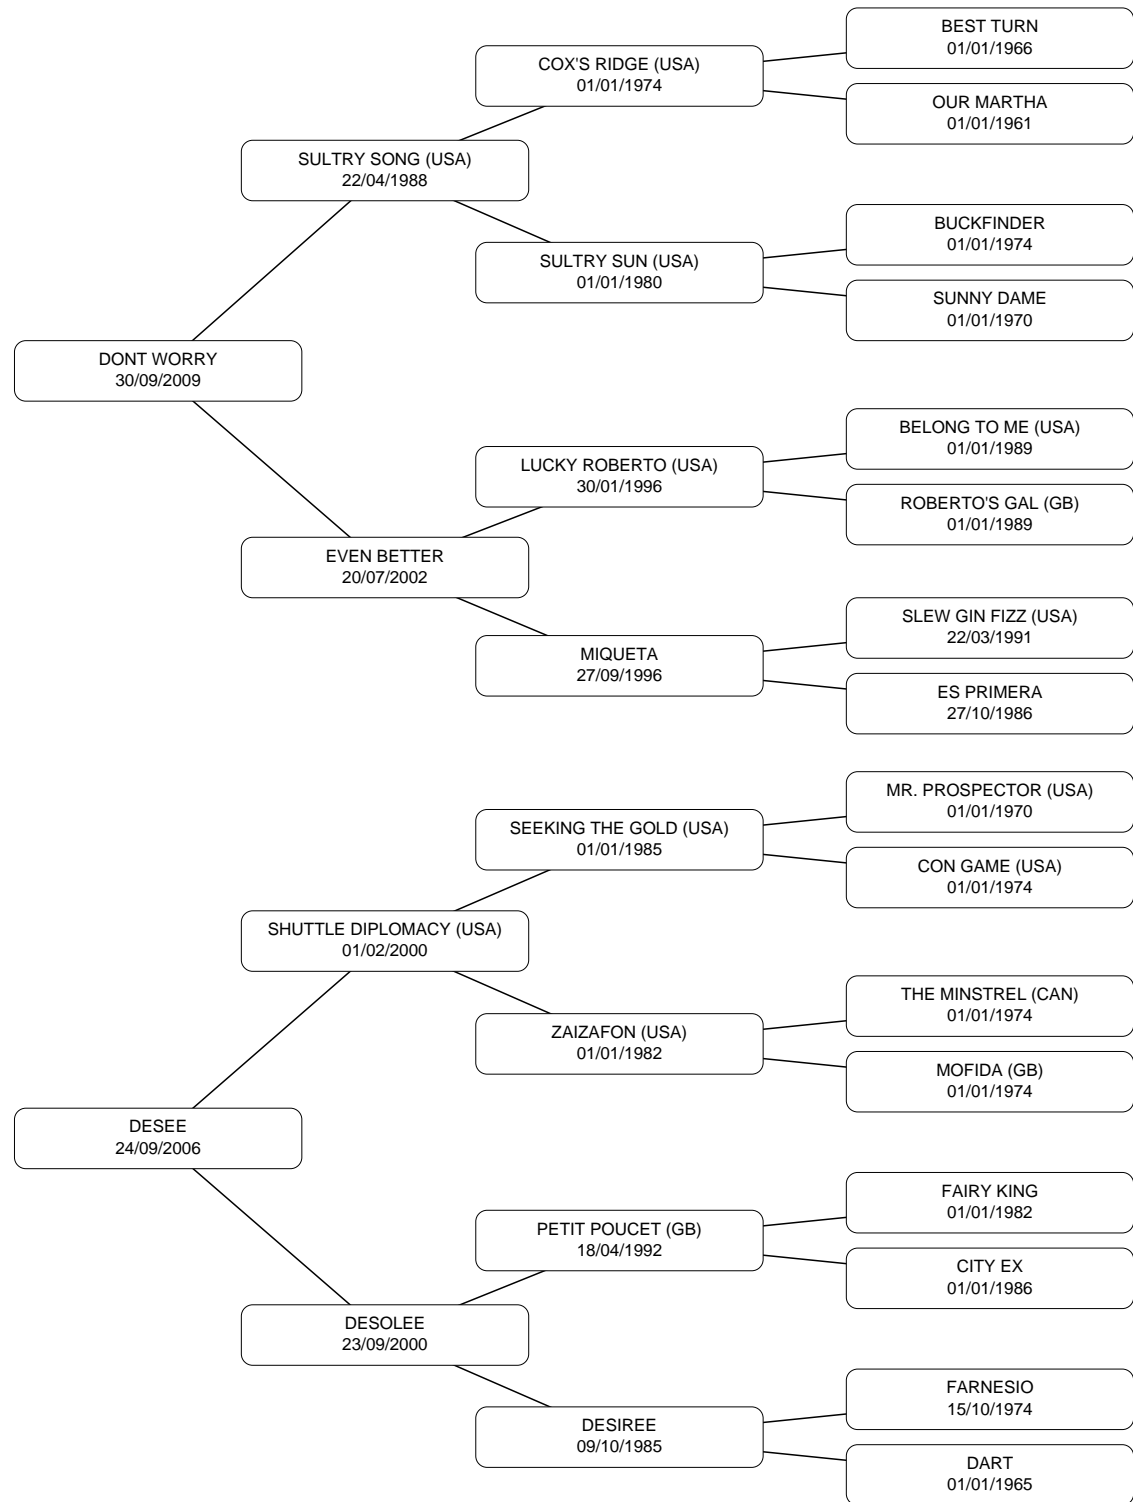 BEST TURN
01/01/1966
COX'S RIDGE (USA)
01/01/1974
OUR MARTHA
01/01/1961
SULTRY SONG (USA)
22/04/1988
BUCKFINDER
01/01/1974
SULTRY SUN (USA)
01/01/1980
SUNNY DAME
01/01/1970
DONT WORRY
30/09/2009
BELONG TO ME (USA)
01/01/1989
LUCKY ROBERTO (USA)
30/01/1996
ROBERTO'S GAL (GB)
01/01/1989
EVEN BETTER
20/07/2002
SLEW GIN FIZZ (USA)
22/03/1991
MIQUETA
27/09/1996
ES PRIMERA
27/10/1986
MR. PROSPECTOR (USA)
01/01/1970
SEEKING THE GOLD (USA)
01/01/1985
CON GAME (USA)
01/01/1974
SHUTTLE DIPLOMACY (USA)
01/02/2000
THE MINSTREL (CAN)
01/01/1974
ZAIZAFON (USA)
01/01/1982
MOFIDA (GB)
01/01/1974
DESEE
24/09/2006
FAIRY KING
01/01/1982
PETIT POUCET (GB)
18/04/1992
CITY EX
01/01/1986
DESOLEE
23/09/2000
FARNESIO
15/10/1974
DESIREE
09/10/1985
DART
01/01/1965